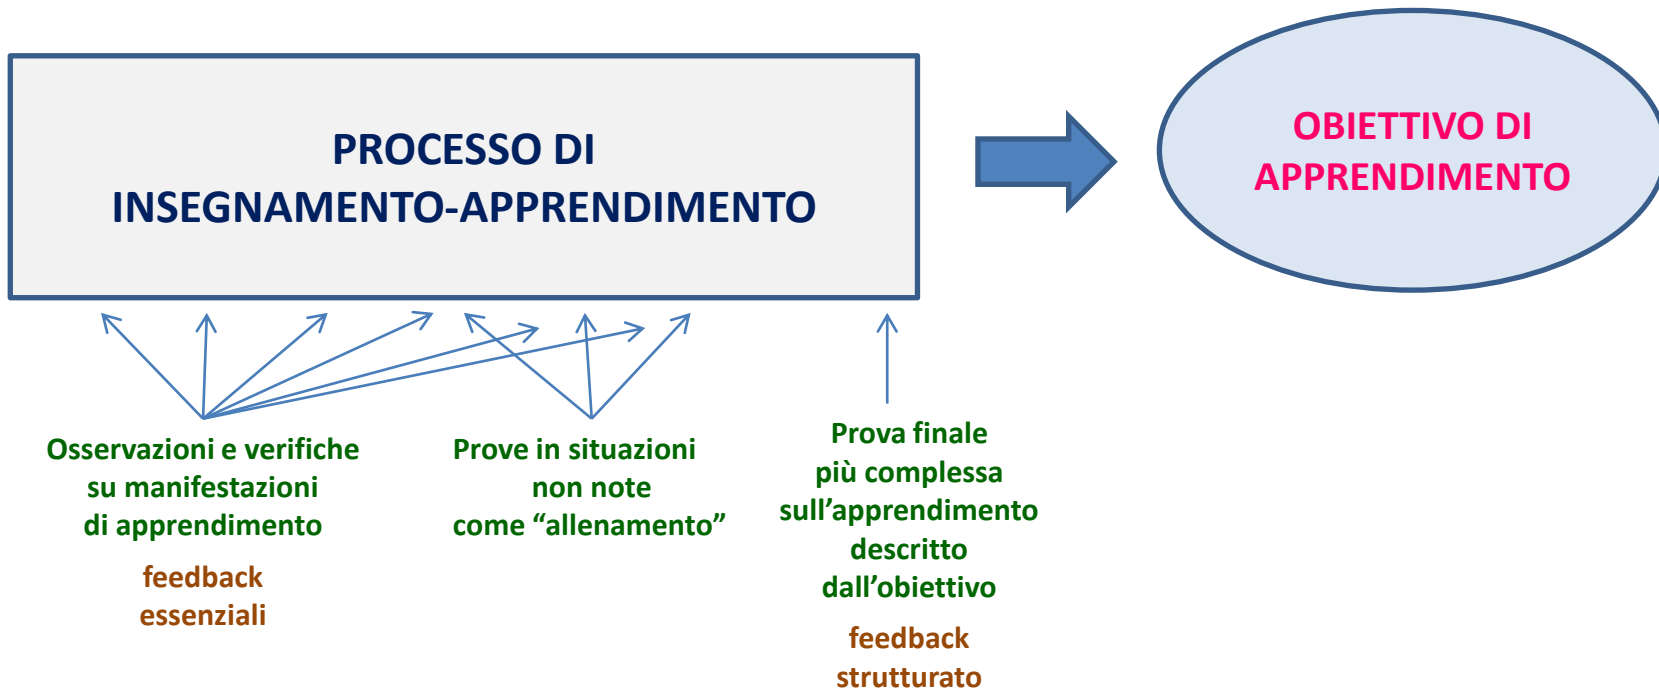 PROCESSO DI
INSEGNAMENTO-APPRENDIMENTO
OBIETTIVO DI
APPRENDIMENTO
Osservazioni e verifiche
su manifestazioni
di apprendimento
feedback
essenziali
Prove in situazioni
non note
come “allenamento”
Prova finale
più complessa
sull’apprendimento
descritto
dall’obiettivo
feedback
strutturato